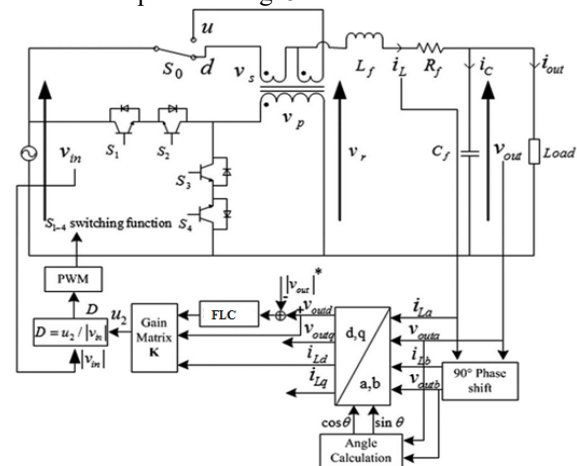 u
S0 d
vs
Lf iL Rf iC iout
vp
S1 S2
vin
vr
Cf vout Load
S3
S4
S1-4 switching function
PWM
D u2
D = u2 / |vin|
|vin|
Gain
Matrix
K
FLC
|vout|*
- +
voutd
voutq
iLd
iLq
d,q
a,b
iLa
vouta
iLb
voutb
90° Phase
shift
cosθ sin θ
Angle
Calculation